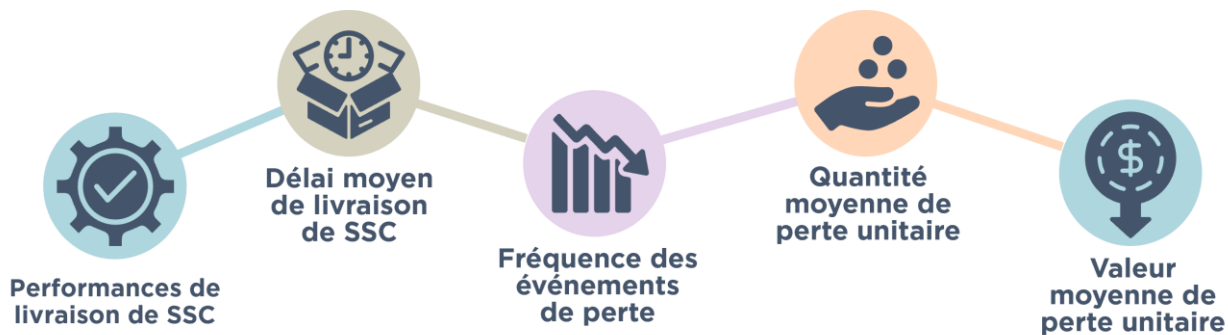 Performances de
livraison de SSC
Délai moyen
de livraison
de SSC
Fréquence des
événements
de perte
Quantité
moyenne de
perte unitaire
$
Valeur
moyenne de
perte unitaire